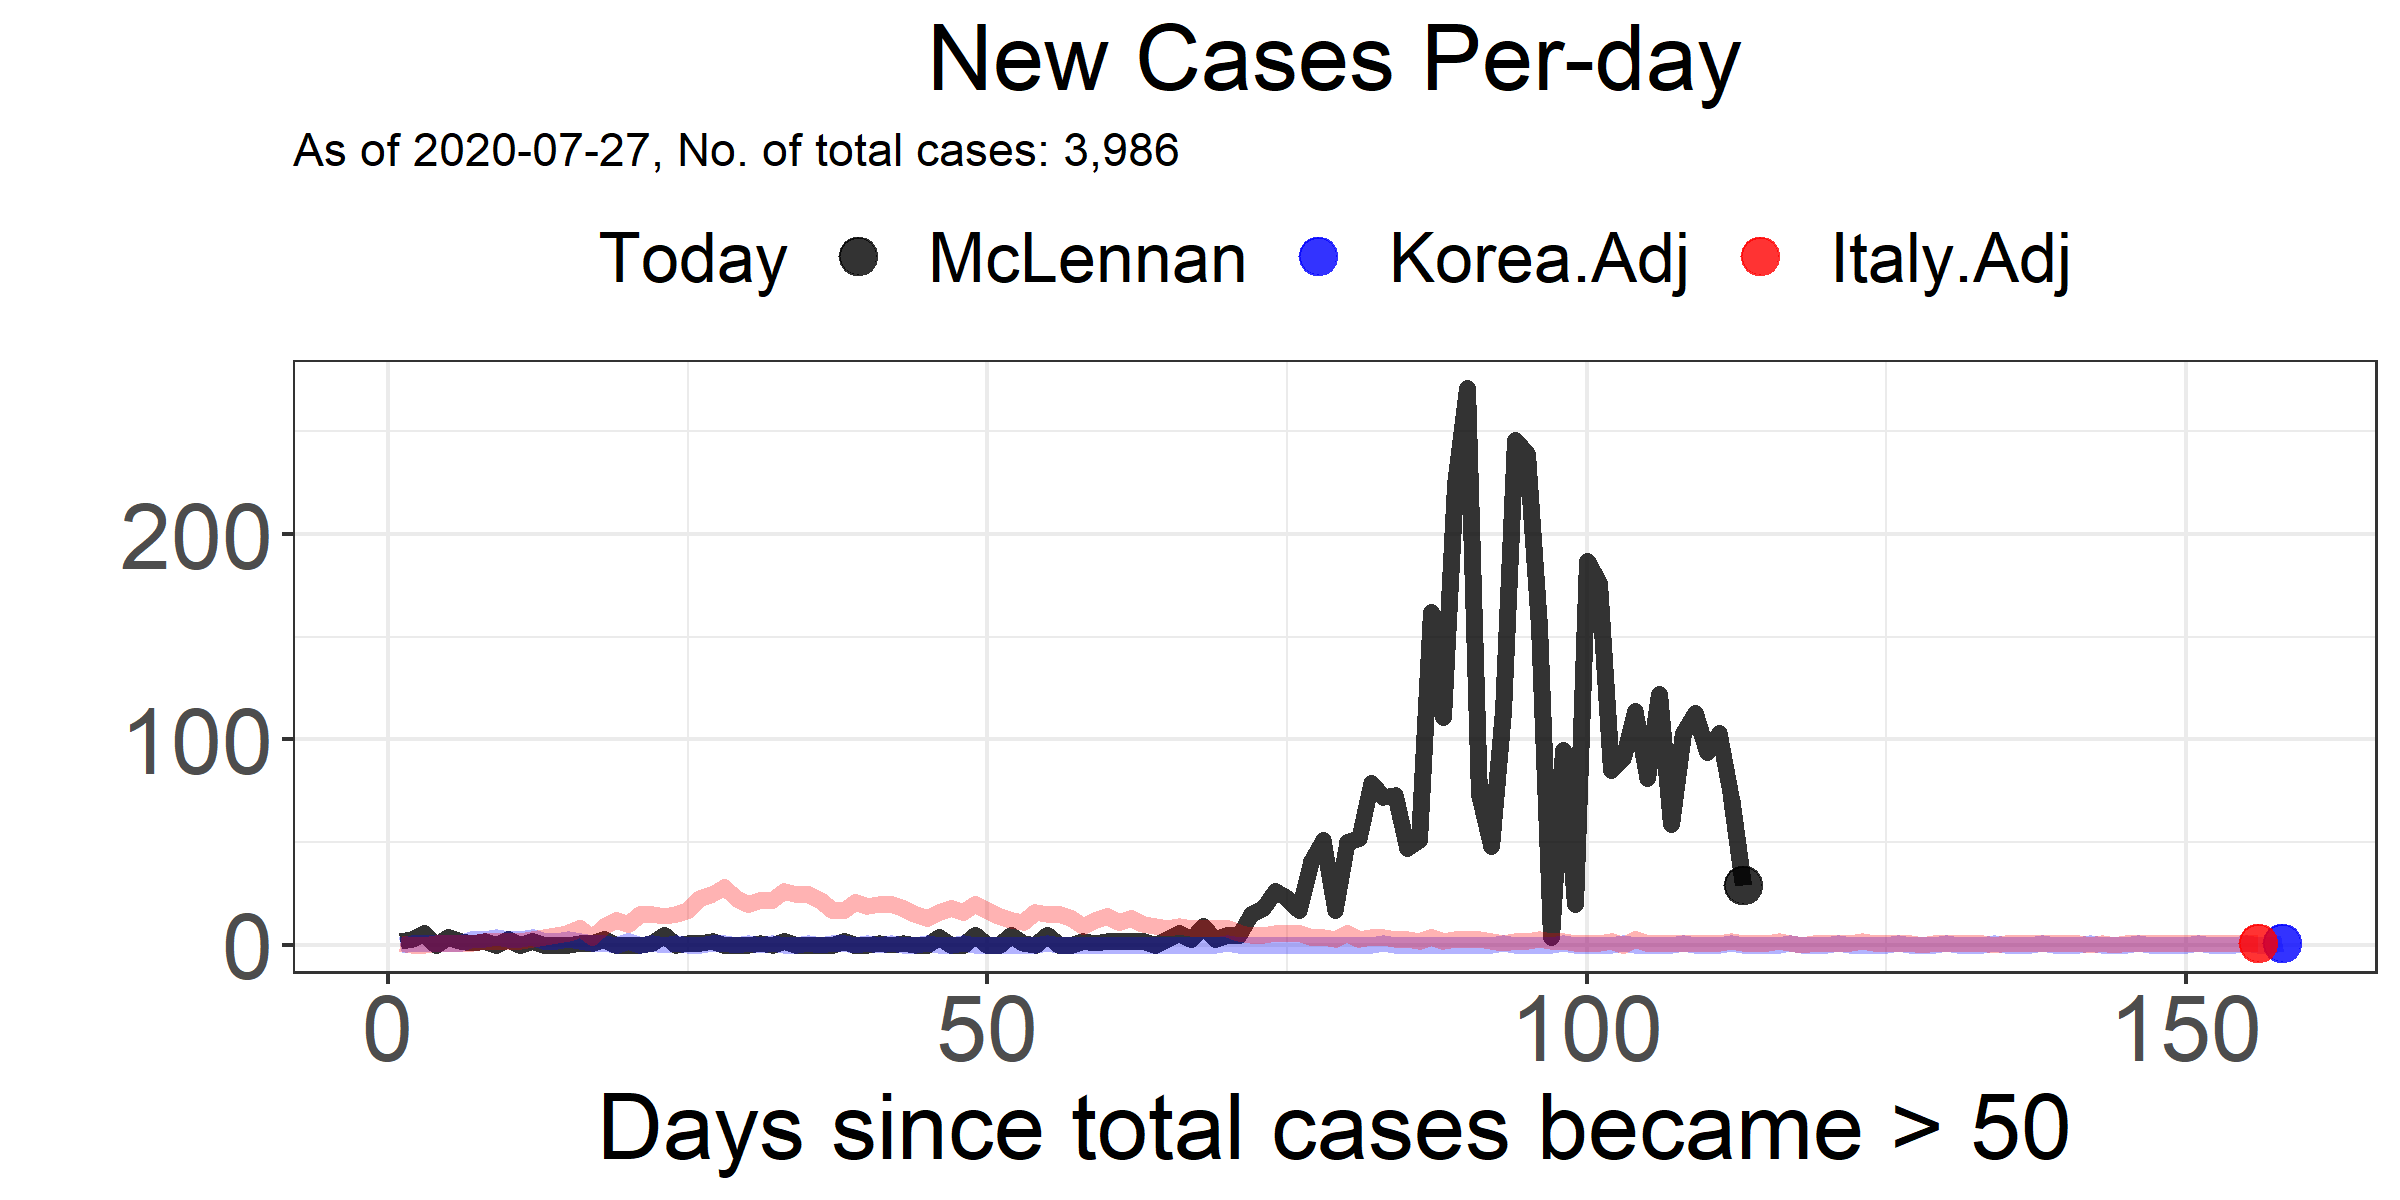 New Cases Per-day
As of 2020-07-27, No. of total cases: 3,986
Today McLennan Korea.Adj Italy.Adj
200
100
0
0 50 100 150
Days since total cases became > 50